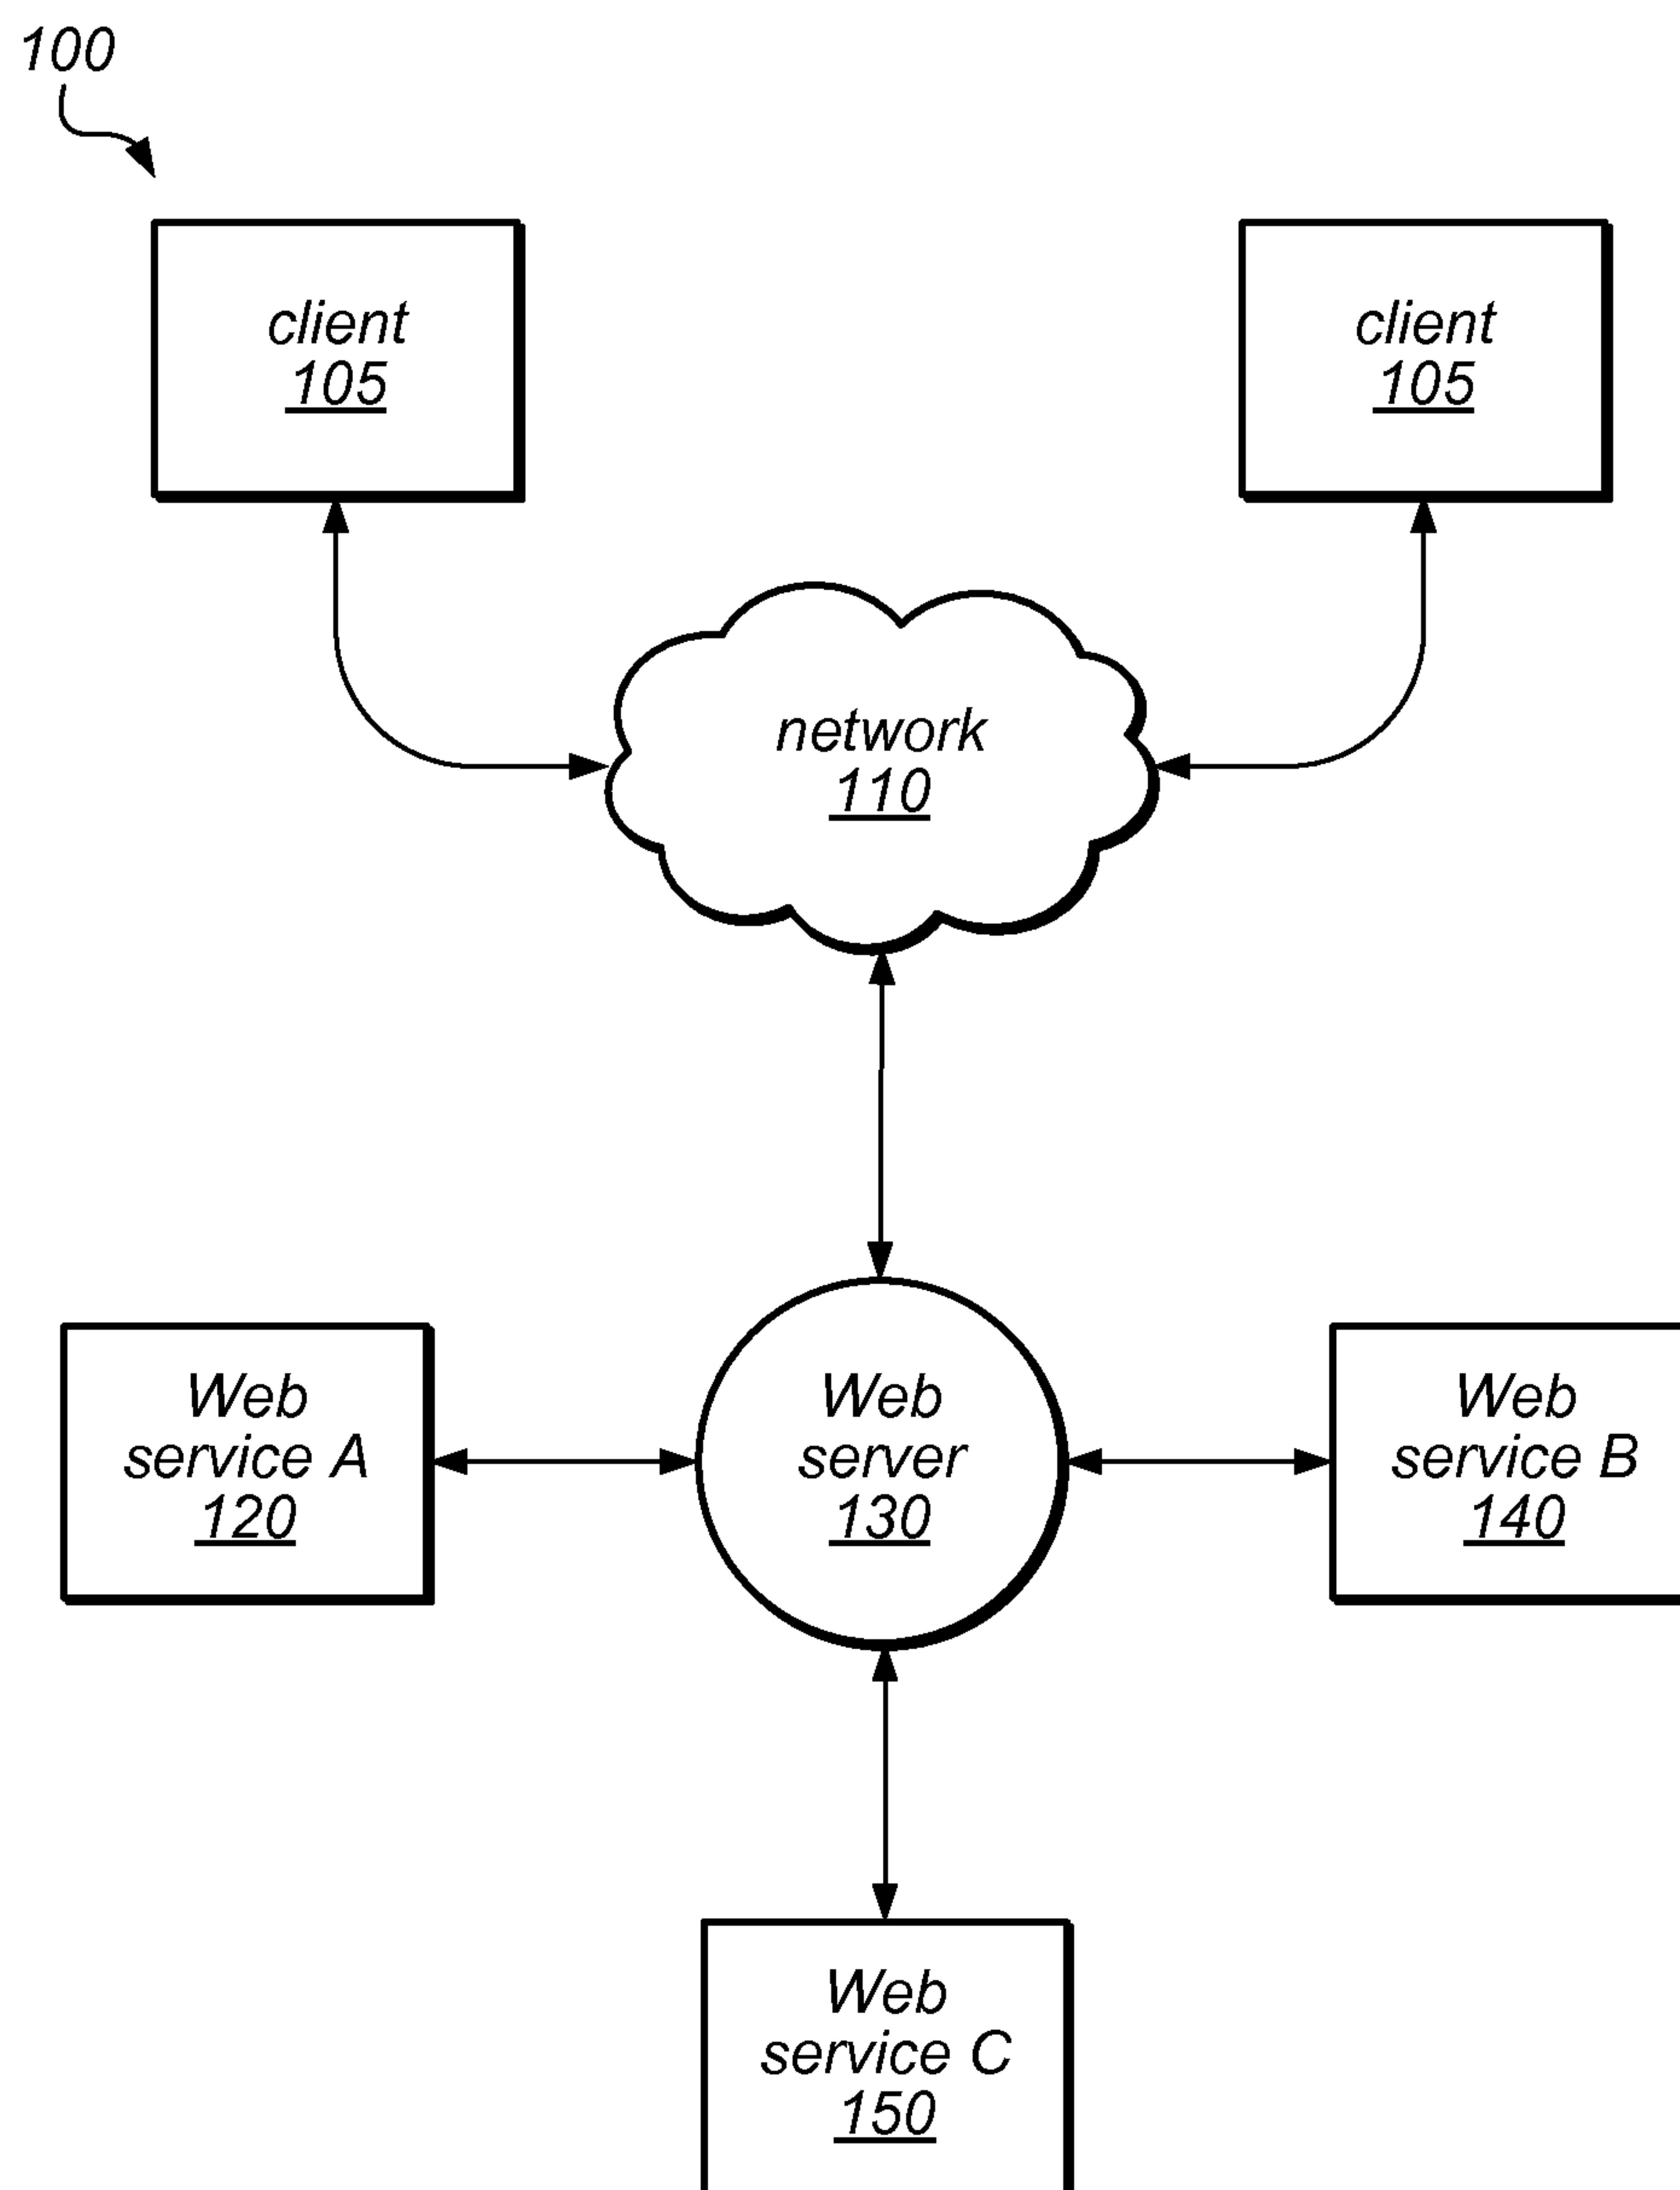 100
client
105
client
105
network
110
Web
service A
120
Web
server
130
Web
service B
140
Web
service C
150